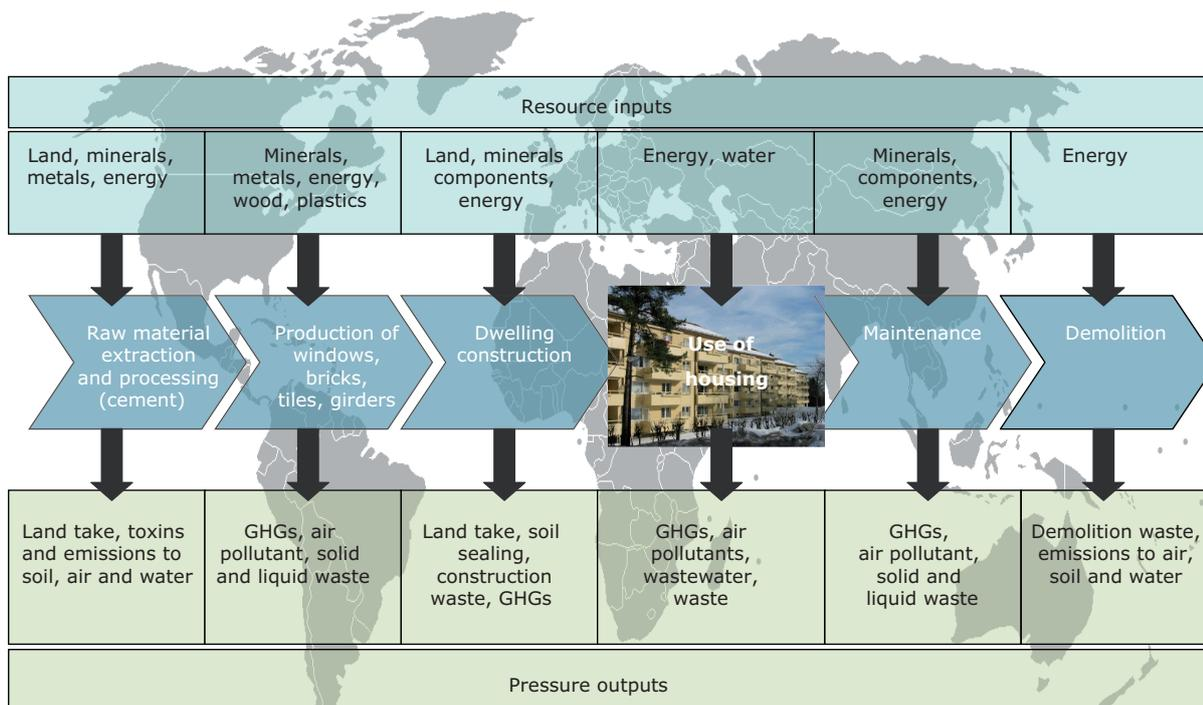 Resource inputs
Land, minerals,
metals, energy
Minerals,
metals, energy,
wood, plastics
Land, minerals
components,
energy
Energy, water
Minerals,
components,
energy
Energy
Raw material
extraction
and processing
(cement)
Production of
windows,
bricks,
tiles, girders
Dwelling
construction
Use of
housing
Maintenance
Demolition
Land take, toxins
and emissions to
soil, air and water
GHGs, air
pollutant, solid
and liquid waste
Land take, soil
sealing,
construction
waste, GHGs
GHGs, air
pollutants,
wastewater,
waste
GHGs,
air pollutant,
solid and
liquid waste
Demolition waste,
emissions to air,
soil and water
Pressure outputs